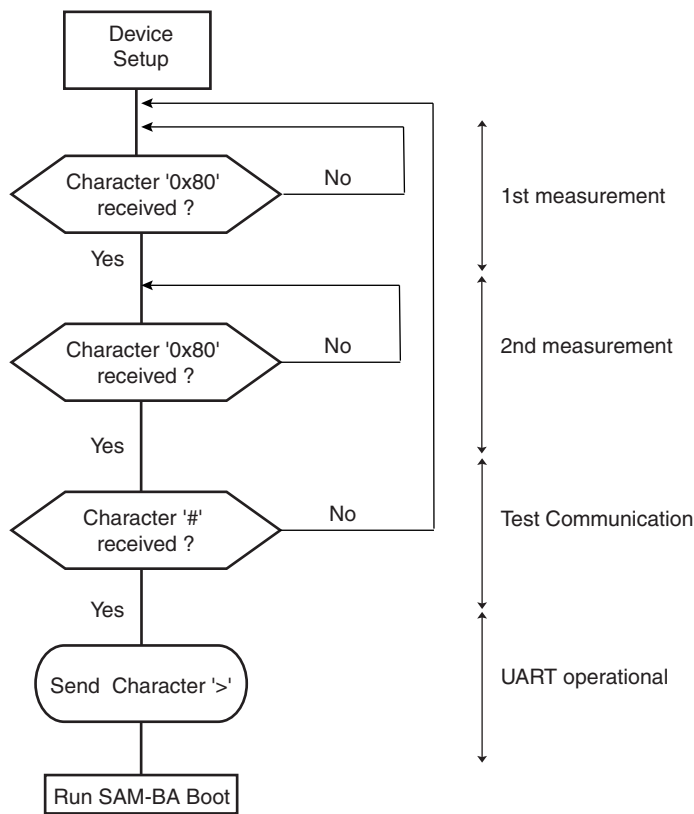 Device
Setup
Character '0x80'
received ?
No
1st measurement
Yes
Character '0x80'
received ?
No
2nd measurement
Yes
Character '#'
received ?
No
Test Communication
Yes
Send Character '>'
UART operational
Run SAM-BA Boot